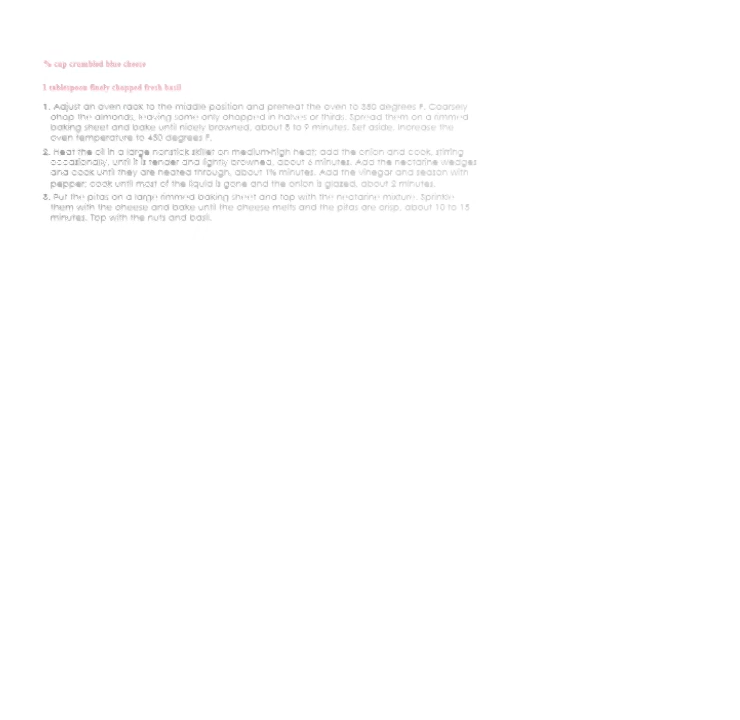 cup crumbled blue cheese
1 tablespoon finely chopped fresh basil
1. Adjust an oven rack to the middle position and preheat the oven to 350 degrees F. Coarsely
chop the almonds, leaving some only chopped in halves or thirds. Spread them on a rimmed
baking sheet and bake until nicely browned, about 8 to 9 minutes. Set aside. Increase the
oven temperature to 450 degrees F.
2. Heat the oil in a large nonstick skillet on medium-high heat; add the onion and cook, stirring
occasionally, until it is tender and lightly browned, about 6 minutes. Add the nectarine wedges
and cook until they are heated through, about minutes. Add the vinegar and season with
pepper; cook until most of the liquid is gone and the onion is glazed, about 2 minutes.
3. Put the pitas on a large rimmed baking sheet and top with the nectarine mixture. Sprinkle
them with the cheese and bake until the cheese melts and the pitas are crisp, about 10 to 15
minutes. Top with the nuts and basil.